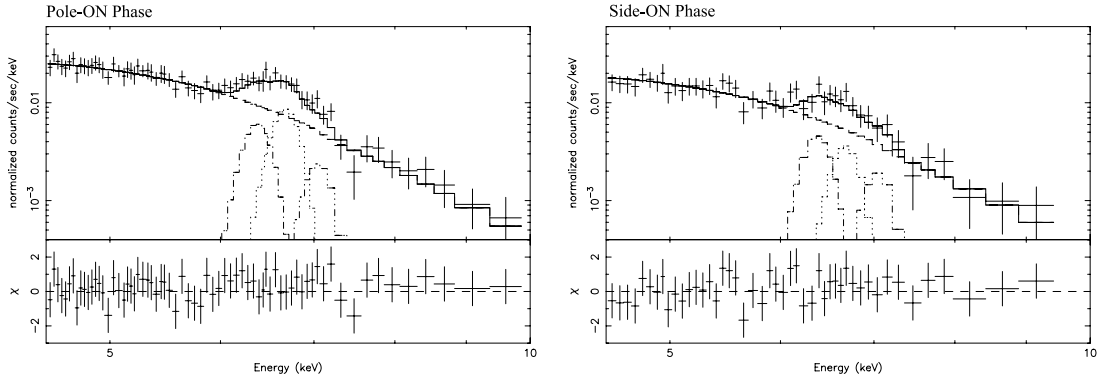 Pole-ON Phase
normalized counts/sec/keV
0.01
10⁻³
χ
2
0
−2
5
10
Energy (keV)
Side-ON Phase
normalized counts/sec/keV
0.01
10⁻³
χ
2
0
−2
5
10
Energy (keV)